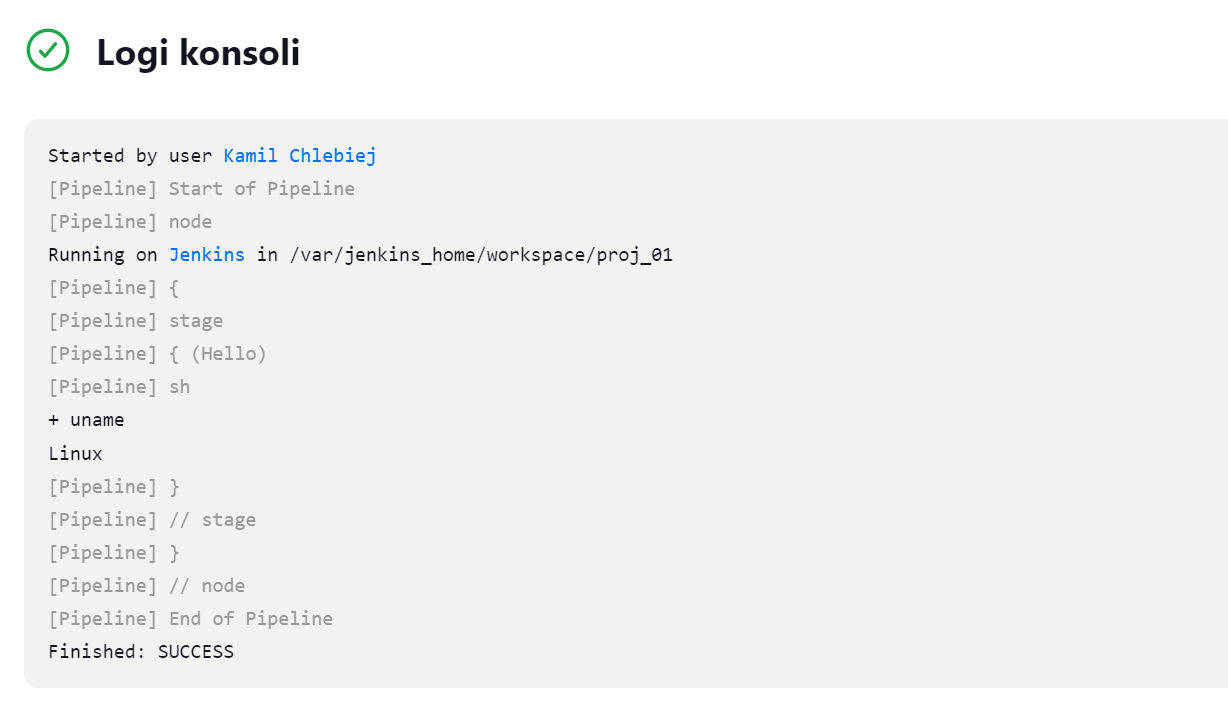 Logi konsoli
Started by user Kamil Chlebiej
[Pipeline] Start of Pipeline
[Pipeline] node
Running on Jenkins in /var/jenkins_home/workspace/proj_01
[Pipeline] {
[Pipeline] stage
[Pipeline] { (Hello)
[Pipeline] sh
+ uname
Linux
[Pipeline] }
[Pipeline] // stage
[Pipeline] }
[Pipeline] // node
[Pipeline] End of Pipeline
Finished: SUCCESS